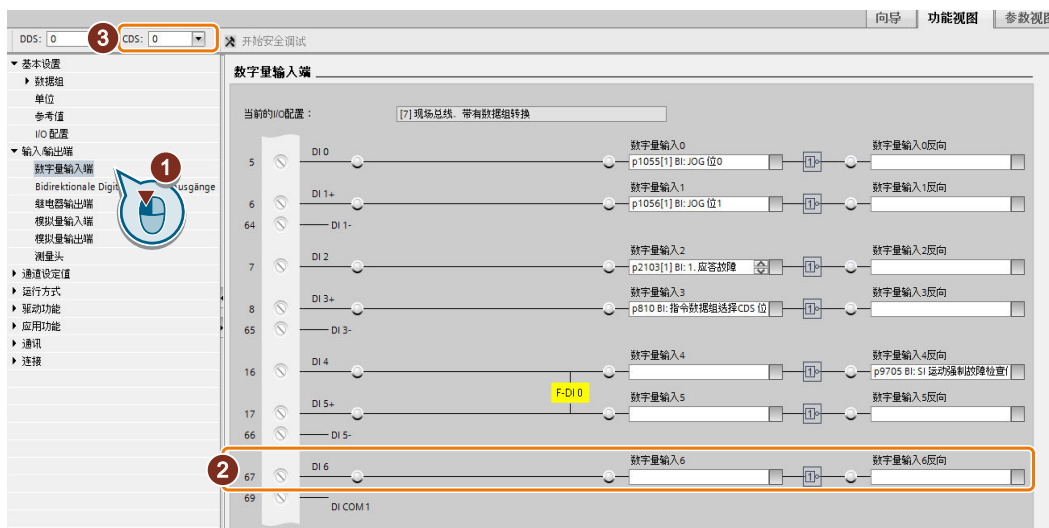 向导 功能视图 参数视图
DDS: 0 3 CDS: 0 开始安全调试
基本设置
数据组
单位
参考值
I/O 配置
输入/输出端
数字量输入端
1
Bidirektionale Digit usgänge
继电器输出端
模拟量输入端
模拟量输出端
测量头
通道设定值
运行方式
驱动功能
应用功能
通讯
连接
数字量输入端
当前的I/O配置： [7] 现场总线．带有数据组转换
数字量输入0 数字量输入0反向
5 DI 0 p1055[1] BI: JOG 位0 1
数字量输入1 数字量输入1反向
6 DI 1+ p1056[1] BI: JOG 位1 1
64 DI 1-
数字量输入2 数字量输入2反向
7 DI 2 p2103[1] BI: 1. 应答故障 1
数字量输入3 数字量输入3反向
8 DI 3+ p810 BI: 指令数据组选择CDS 位 1
65 DI 3-
数字量输入4 数字量输入4反向
16 DI 4 1 p9705 BI: SI 运动强制故障检查(
F-DI 0
数字量输入5 数字量输入5反向
17 DI 5+ 1
66 DI 5-
2
数字量输入6 数字量输入6反向
67 DI 6 1
69 DI COM 1